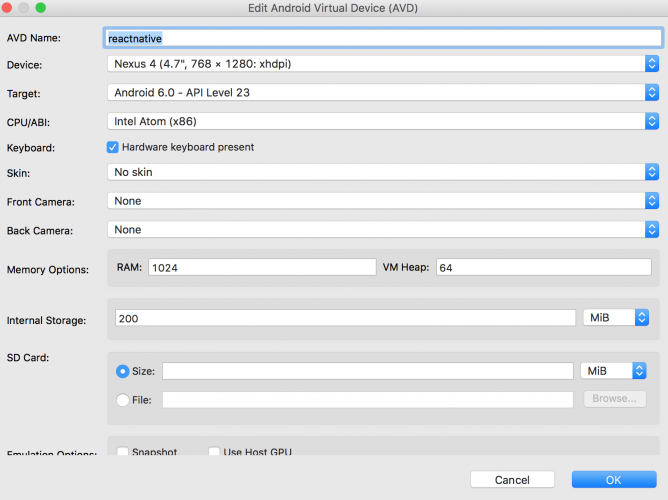 Edit Android Virtual Device (AVD)
AVD Name: reactnative
Device: Nexus 4 (4.7", 768 × 1280: xhdpi)
Target: Android 6.0 - API Level 23
CPU/ABI: Intel Atom (x86)
Keyboard: Hardware keyboard present
Skin: No skin
Front Camera: None
Back Camera: None
Memory Options: RAM: 1024 VM Heap: 64
Internal Storage: 200 MiB
SD Card:
Size: MiB
File: Browse...
Emulation Options: Snapshot Use Host GPU
Cancel OK